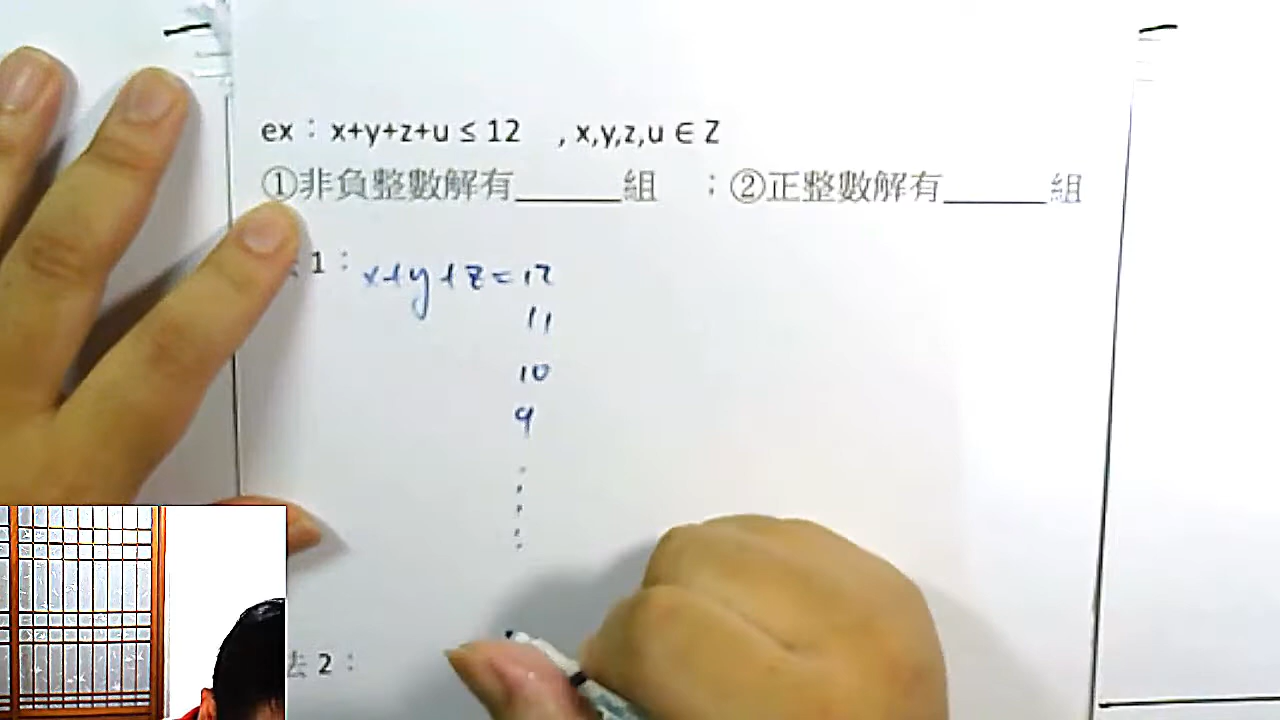 ex：x+y+z+u ≤ 12 , x,y,z,u ∈ Z
①非負整數解有______組 ；②正整數解有______組
1：x+y+z=12
11
10
9
法 2：